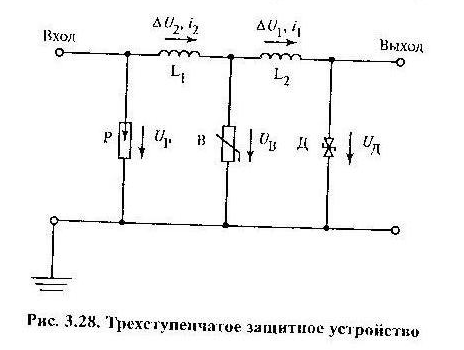 ΔU₂, i₂
ΔU₁, i₁
Вход
Выход
L₁
L₂
Р
Uр
В
Uв
Д
Uд
Рис. 3.28. Трехступенчатое защитное устройство